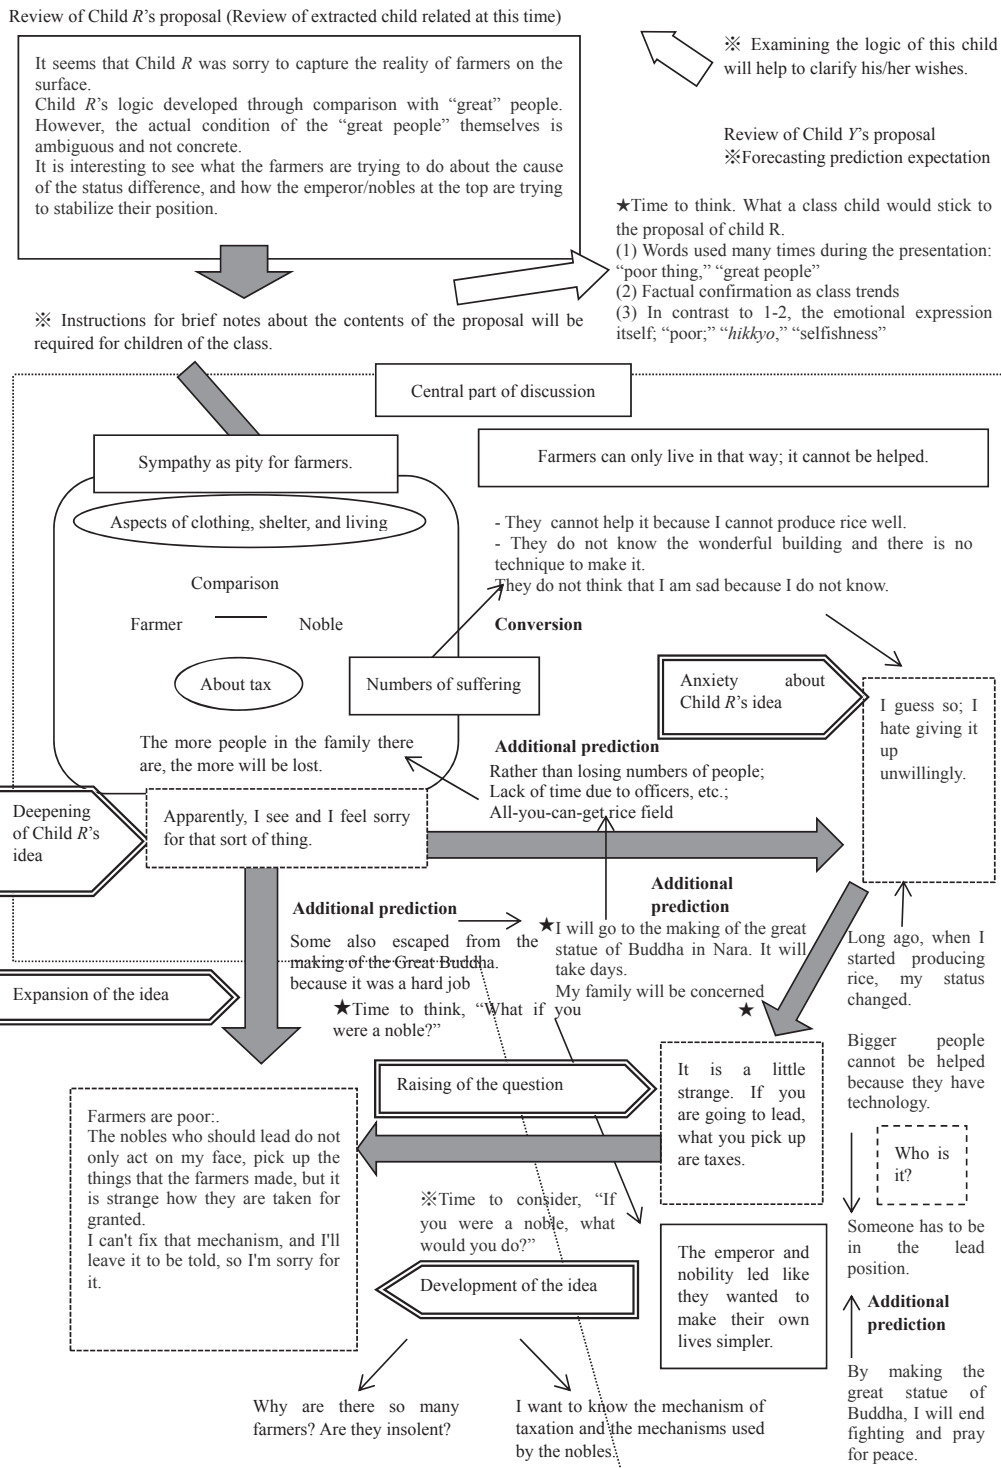 Review of Child R's proposal (Review of extracted child related at this time)
It seems that Child R was sorry to capture the reality of farmers on the
surface.
Child R's logic developed through comparison with “great” people.
However, the actual condition of the “great people” themselves is
ambiguous and not concrete.
It is interesting to see what the farmers are trying to do about the cause
of the status difference, and how the emperor/nobles at the top are trying
to stabilize their position.
※ Examining the logic of this child
will help to clarify his/her wishes.
Review of Child Y's proposal
※Forecasting prediction expectation
★Time to think. What a class child would stick to
the proposal of child R.
(1) Words used many times during the presentation:
“poor thing,” “great people”
(2) Factual confirmation as class trends
(3) In contrast to 1-2, the emotional expression
itself; “poor;” “hikkyo,” “selfishness”
※ Instructions for brief notes about the contents of the proposal will be
required for children of the class.
Central part of discussion
Sympathy as pity for farmers.
Farmers can only live in that way; it cannot be helped.
Aspects of clothing, shelter, and living
- They cannot help it because I cannot produce rice well.
- They do not know the wonderful building and there is no
technique to make it.
They do not think that I am sad because I do not know.
Comparison
Farmer
Noble
Conversion
About tax
Numbers of suffering
Anxiety about
Child R's idea
I guess so; I
hate giving it
up
unwillingly.
The more people in the family there
are, the more will be lost.
Additional prediction
Rather than losing numbers of people;
Lack of time due to officers, etc.;
All-you-can-get rice field
Deepening
of Child R's
idea
Apparently, I see and I feel sorry
for that sort of thing.
Additional prediction
Some also escaped from the
making of the Great Buddha.
because it was a hard job
★Time to think, “What if you
were a noble?”
Additional
prediction
★I will go to the making of the great
statue of Buddha in Nara. It will
take days.
My family will be concerned
★
Long ago, when I
started producing
rice, my status
changed.
Expansion of the idea
Bigger people
cannot be helped
because they have
technology.
Raising of the question
It is a little
strange. If you
are going to lead,
what you pick up
are taxes.
Farmers are poor:.
The nobles who should lead do not
only act on my face, pick up the
things that the farmers made, but it
is strange how they are taken for
granted.
I can't fix that mechanism, and I'll
leave it to be told, so I'm sorry for
it.
Who is
it?
※Time to consider, “If
you were a noble, what
would you do?”
Someone has to be
in the lead
position.
Development of the idea
The emperor and
nobility led like
they wanted to
make their own
lives simpler.
Additional
prediction
By making the
great statue of
Buddha, I will end
fighting and pray
for peace.
Why are there so many
farmers? Are they insolent?
I want to know the mechanism of
taxation and the mechanisms used
by the nobles.